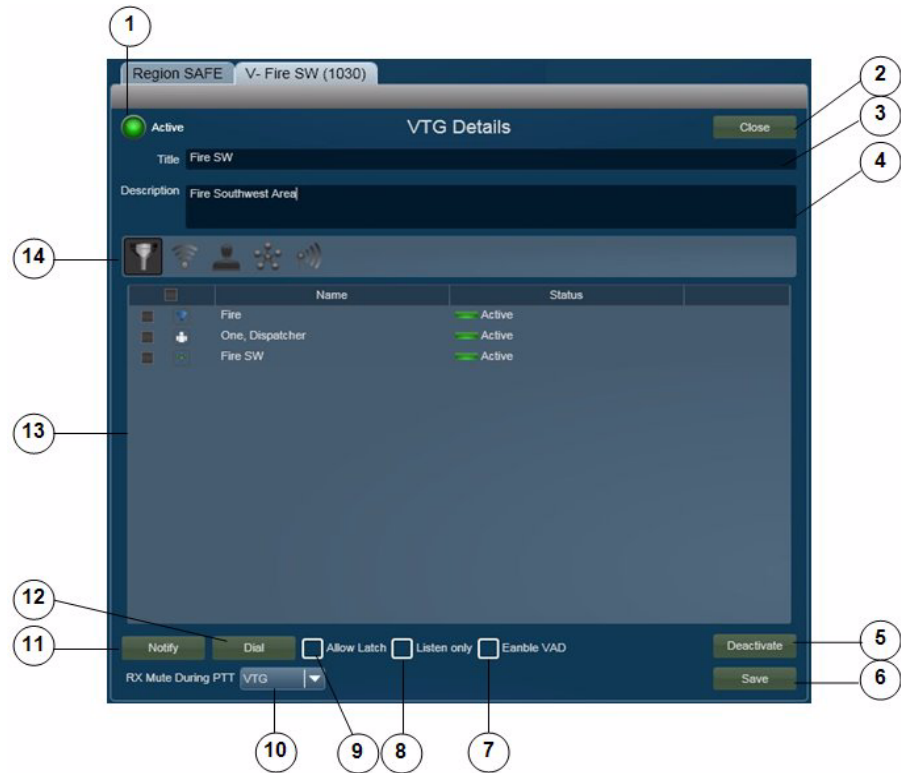 1
Region SAFE V- Fire SW (1030)
2
Active VTG Details Close
3
Title Fire SW
4
Description Fire Southwest Area
14
Name Status
Fire Active
One, Dispatcher Active
Fire SW Active
13
12
11 Notify Dial Allow Latch Listen only Eanble VAD Deactivate 5
RX Mute During PTT VTG Save 6
10 9 8 7